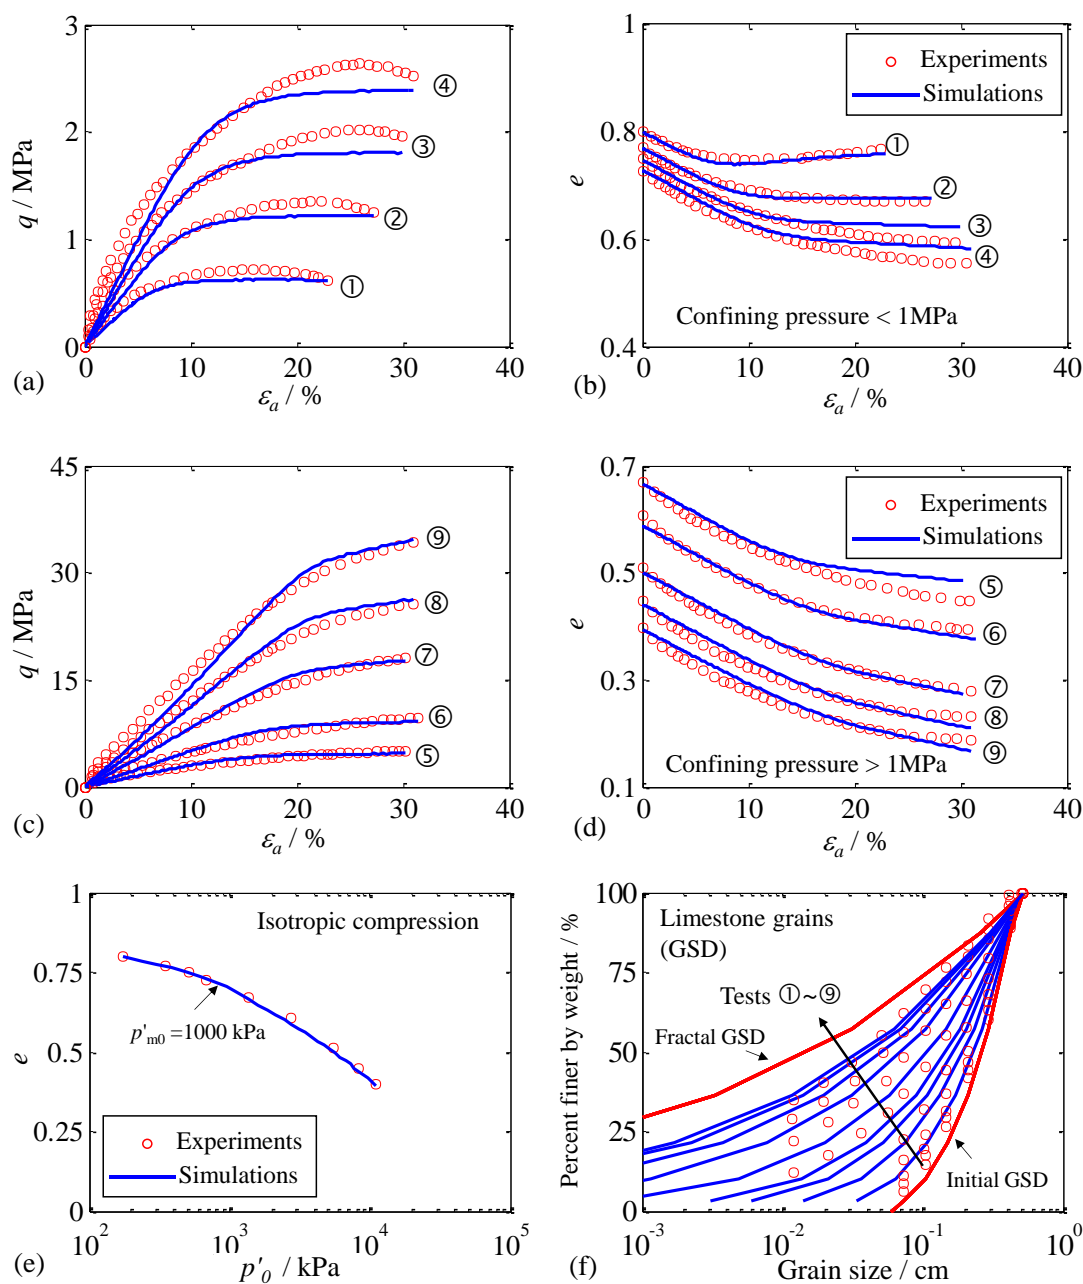 3
2
1
0
q / MPa
④
③
②
①
0
10
20
30
40
(a)
εa / %
1
0.8
0.6
0.4
e
Experiments
Simulations
①
②
③
④
Confining pressure < 1MPa
0
10
20
30
40
(b)
εa / %
45
30
15
0
q / MPa
⑨
⑧
⑦
⑥
⑤
0
10
20
30
40
(c)
εa / %
0.7
0.5
0.3
0.1
e
Experiments
Simulations
⑤
⑥
⑦
⑧
⑨
Confining pressure > 1MPa
0
10
20
30
40
(d)
εa / %
1
0.75
0.5
0.25
0
e
Isotropic compression
p'm0 =1000 kPa
Experiments
Simulations
10²
10³
10⁴
10⁵
(e)
p'0 / kPa
100
75
50
25
0
Percent finer by weight / %
Limestone grains
(GSD)
Tests ①~⑨
Fractal GSD
Initial GSD
10⁻³
10⁻²
10⁻¹
10⁰
(f)
Grain size / cm